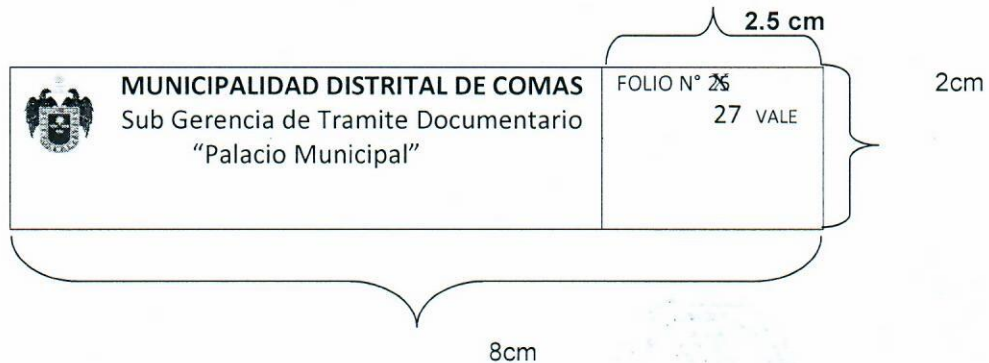 2.5 cm
MUNICIPALIDAD DISTRITAL DE COMAS
Sub Gerencia de Tramite Documentario
"Palacio Municipal"
FOLIO N°
27 VALE
2cm
8cm